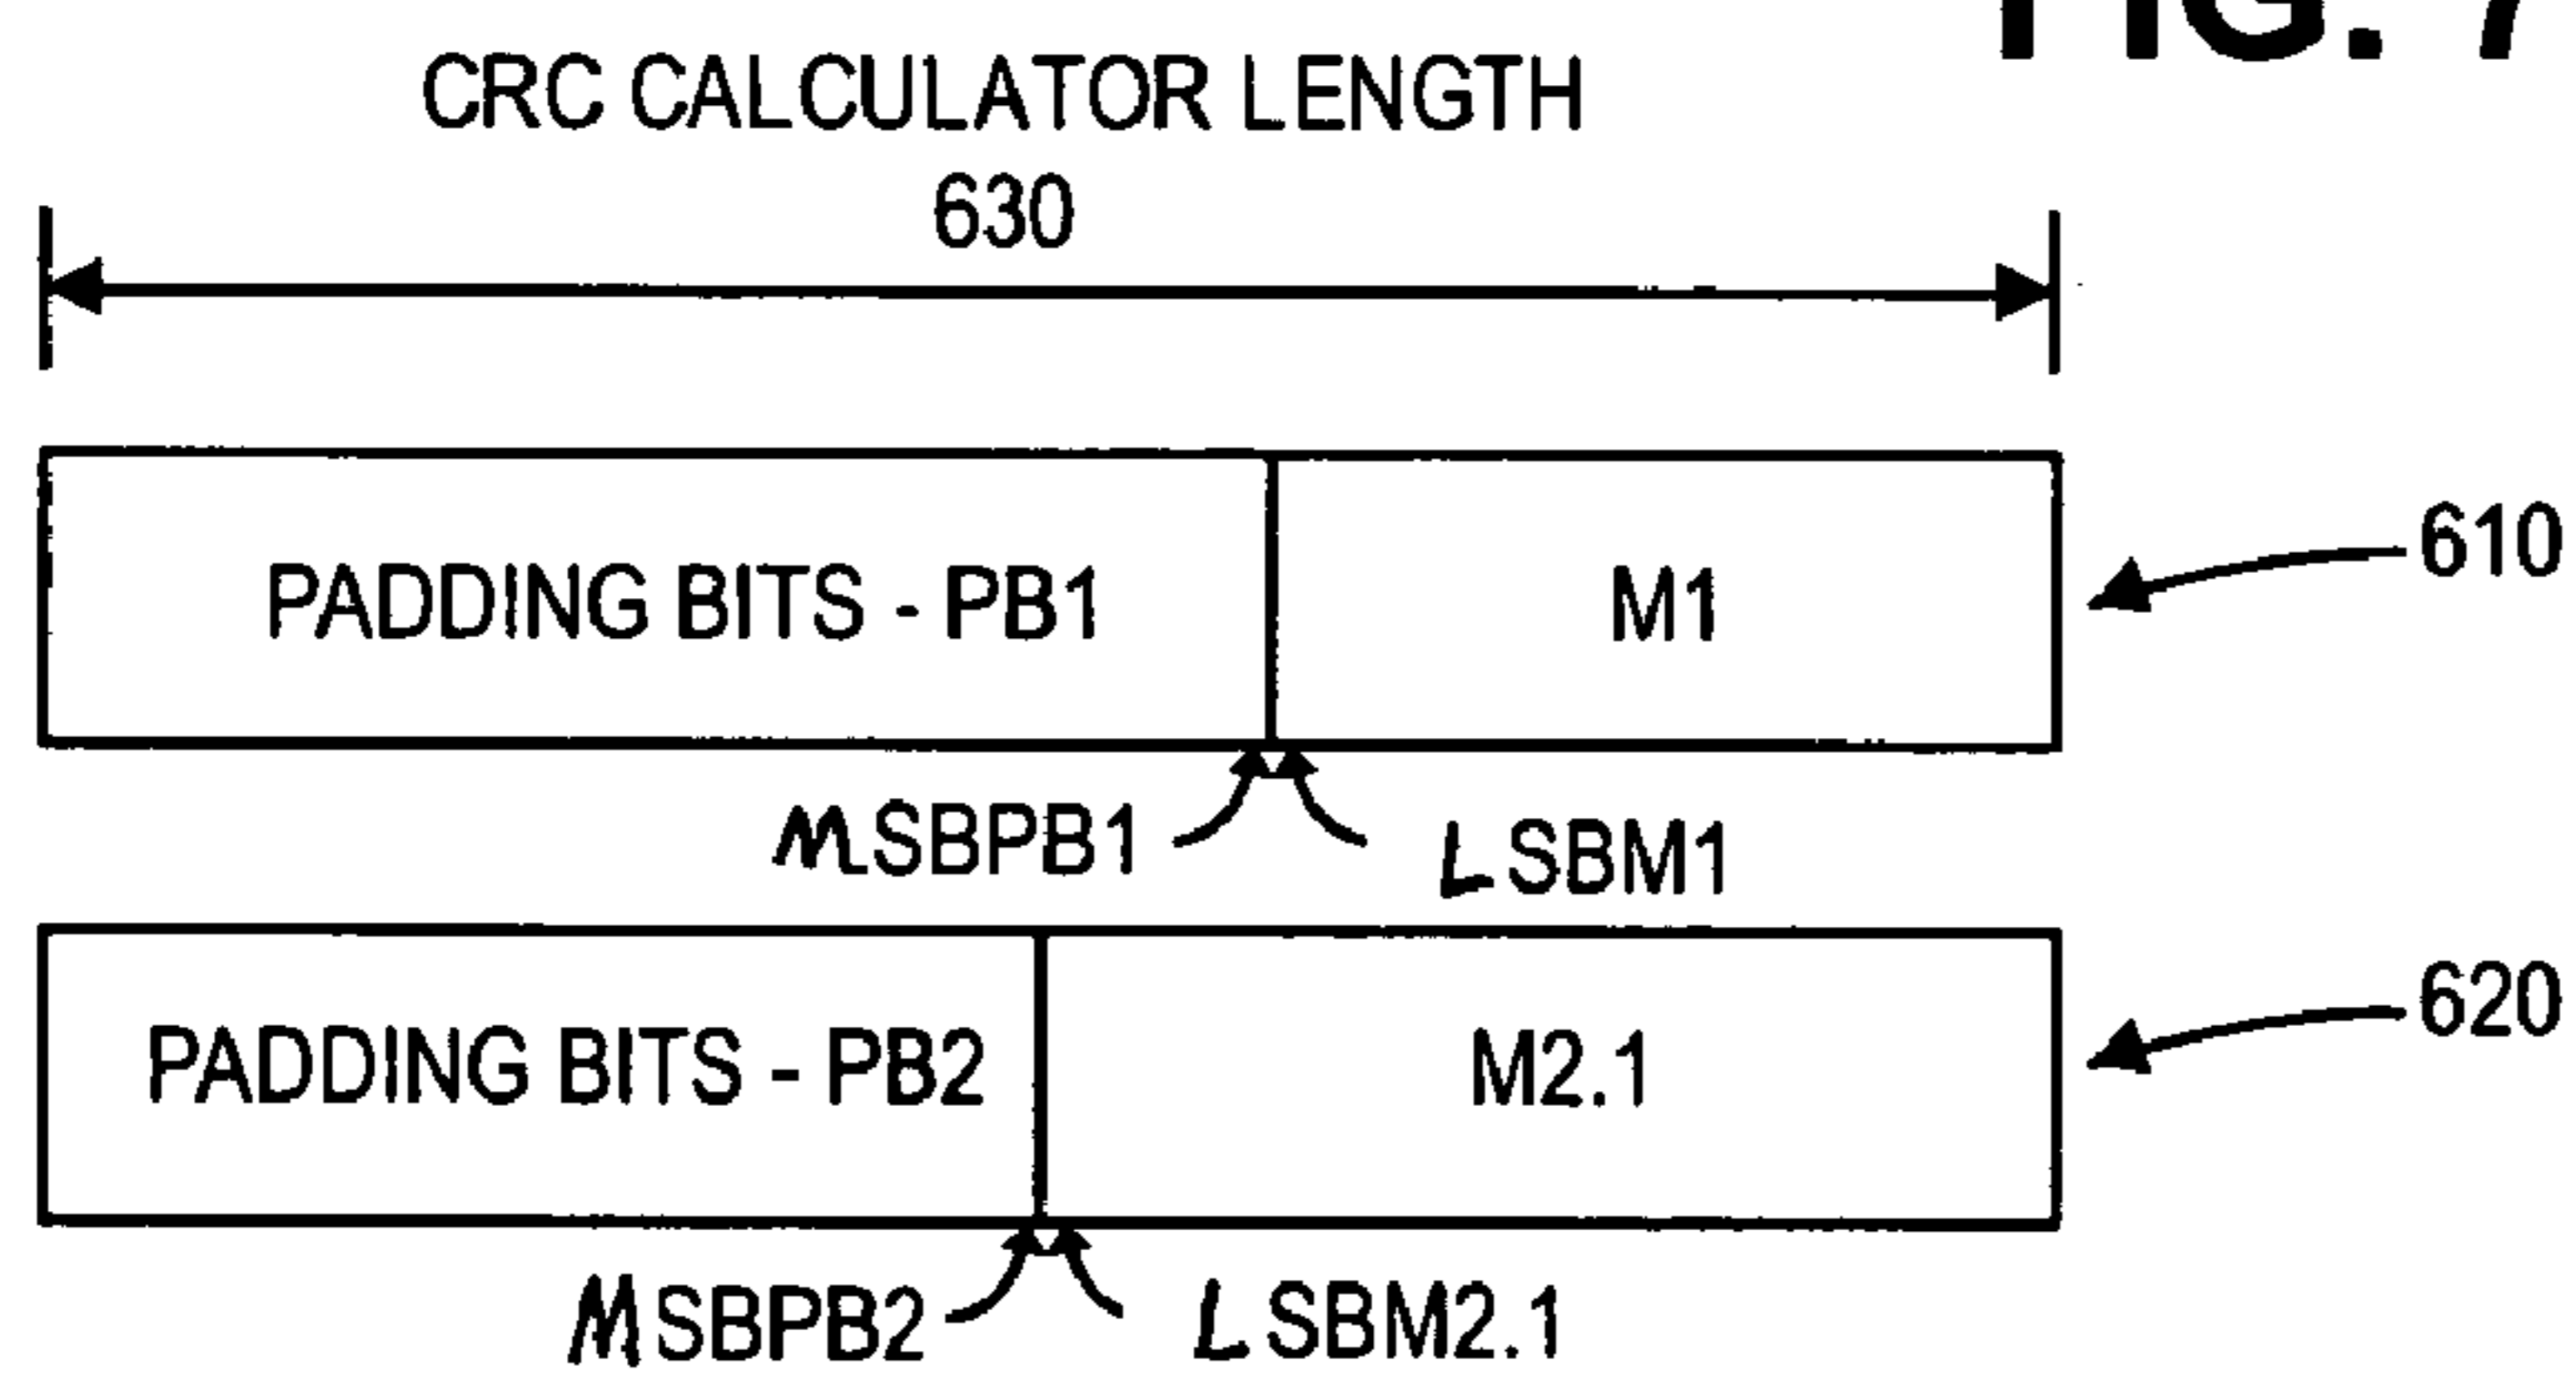 FIG. 7
CRC CALCULATOR LENGTH
630
PADDING BITS - PB1 M1
610
MSBPB1 LSBM1
PADDING BITS - PB2 M2.1
620
MSBPB2 LSBM2.1